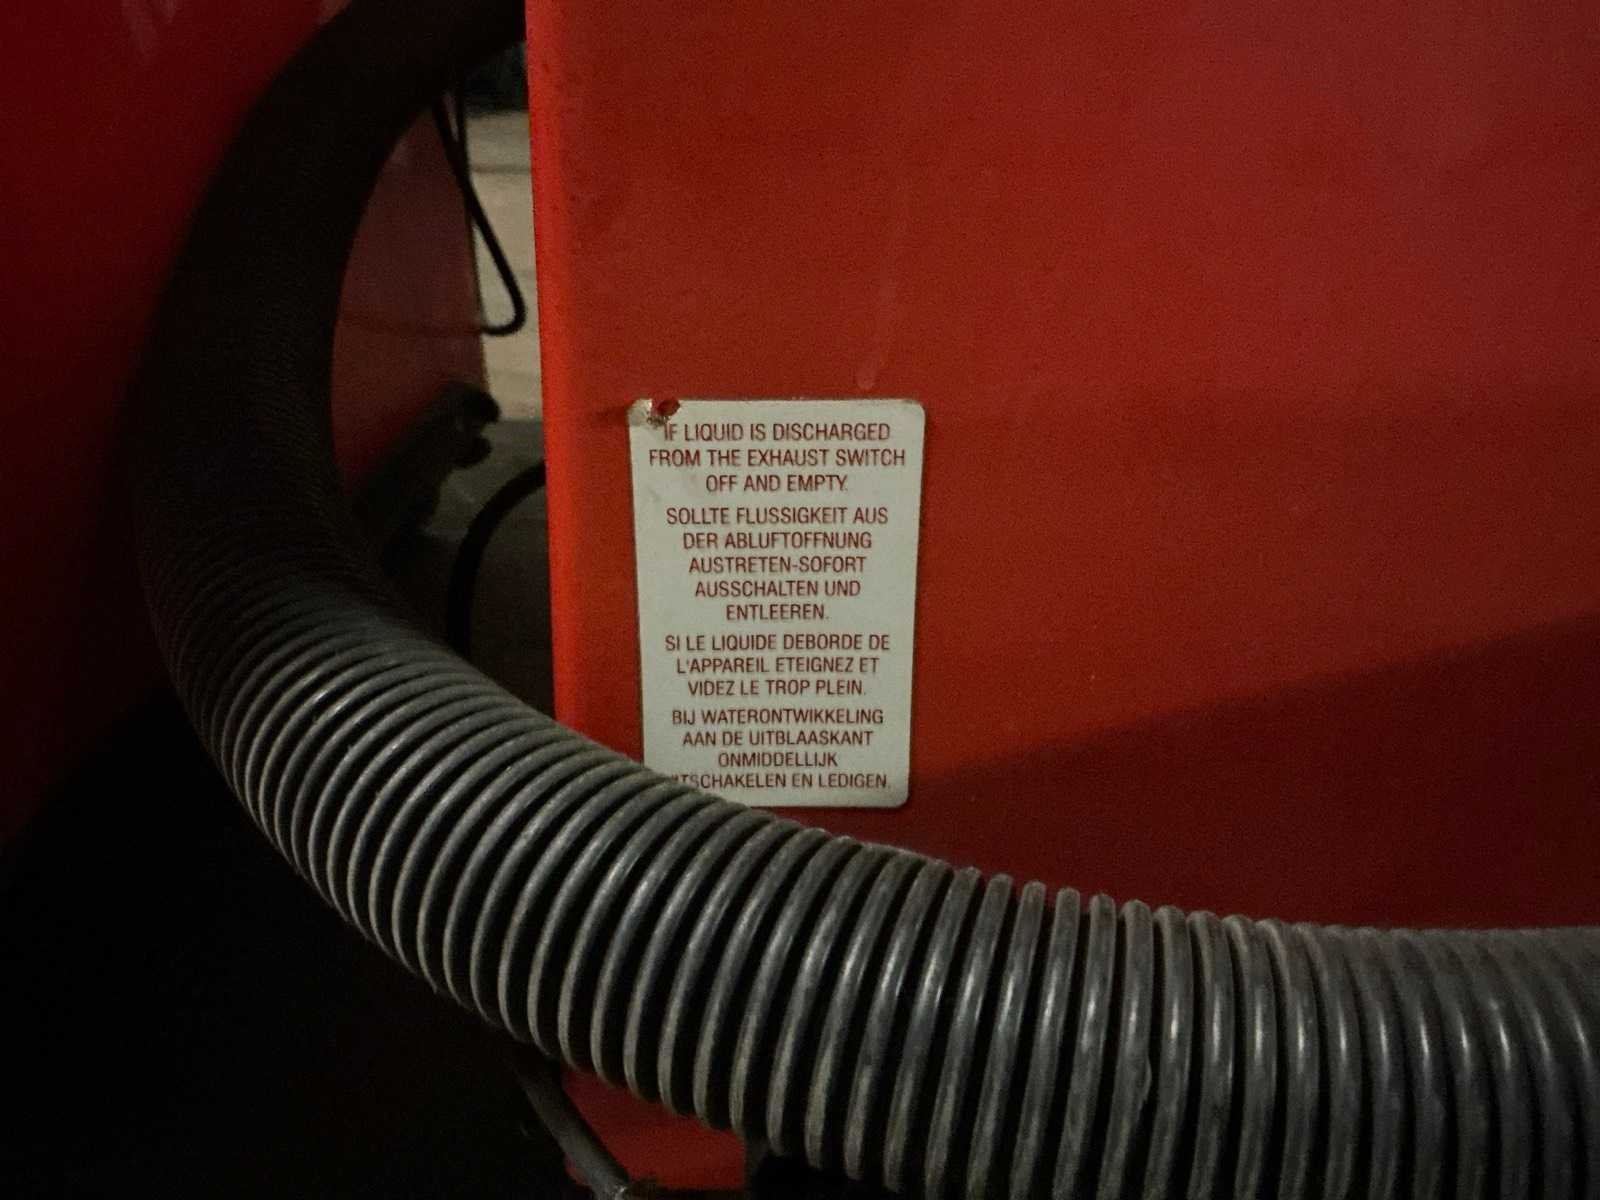 IF LIQUID IS DISCHARGED
FROM THE EXHAUST SWITCH
OFF AND EMPTY.
SOLLTE FLUSSIGKEIT AUS
DER ABLUFTOFFNUNG
AUSTRETEN-SOFORT
AUSSCHALTEN UND
ENTLEEREN.
SI LE LIQUIDE DEBORDE DE
L'APPAREIL ETEIGNEZ ET
VIDEZ LE TROP PLEIN.
BIJ WATERONTWIKKELING
AAN DE UITBLAASKANT
ONMIDDELLIJK
EN LEDIGEN.